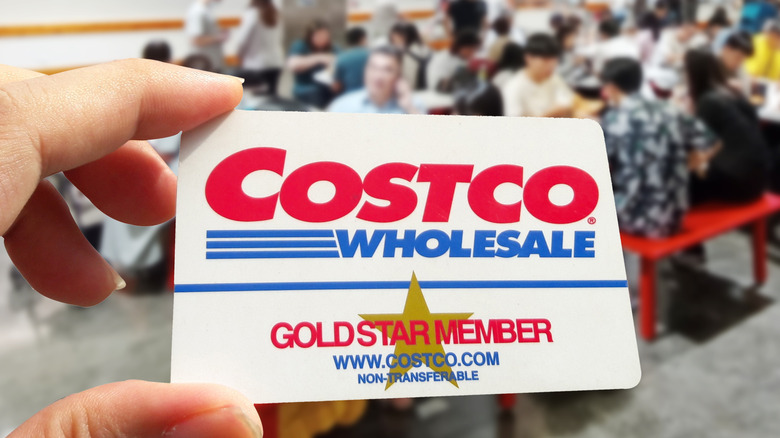 COSTCO®
WHOLESALE
GOLD STAR MEMBER
WWW.COSTCO.COM
NON-TRANSFERABLE